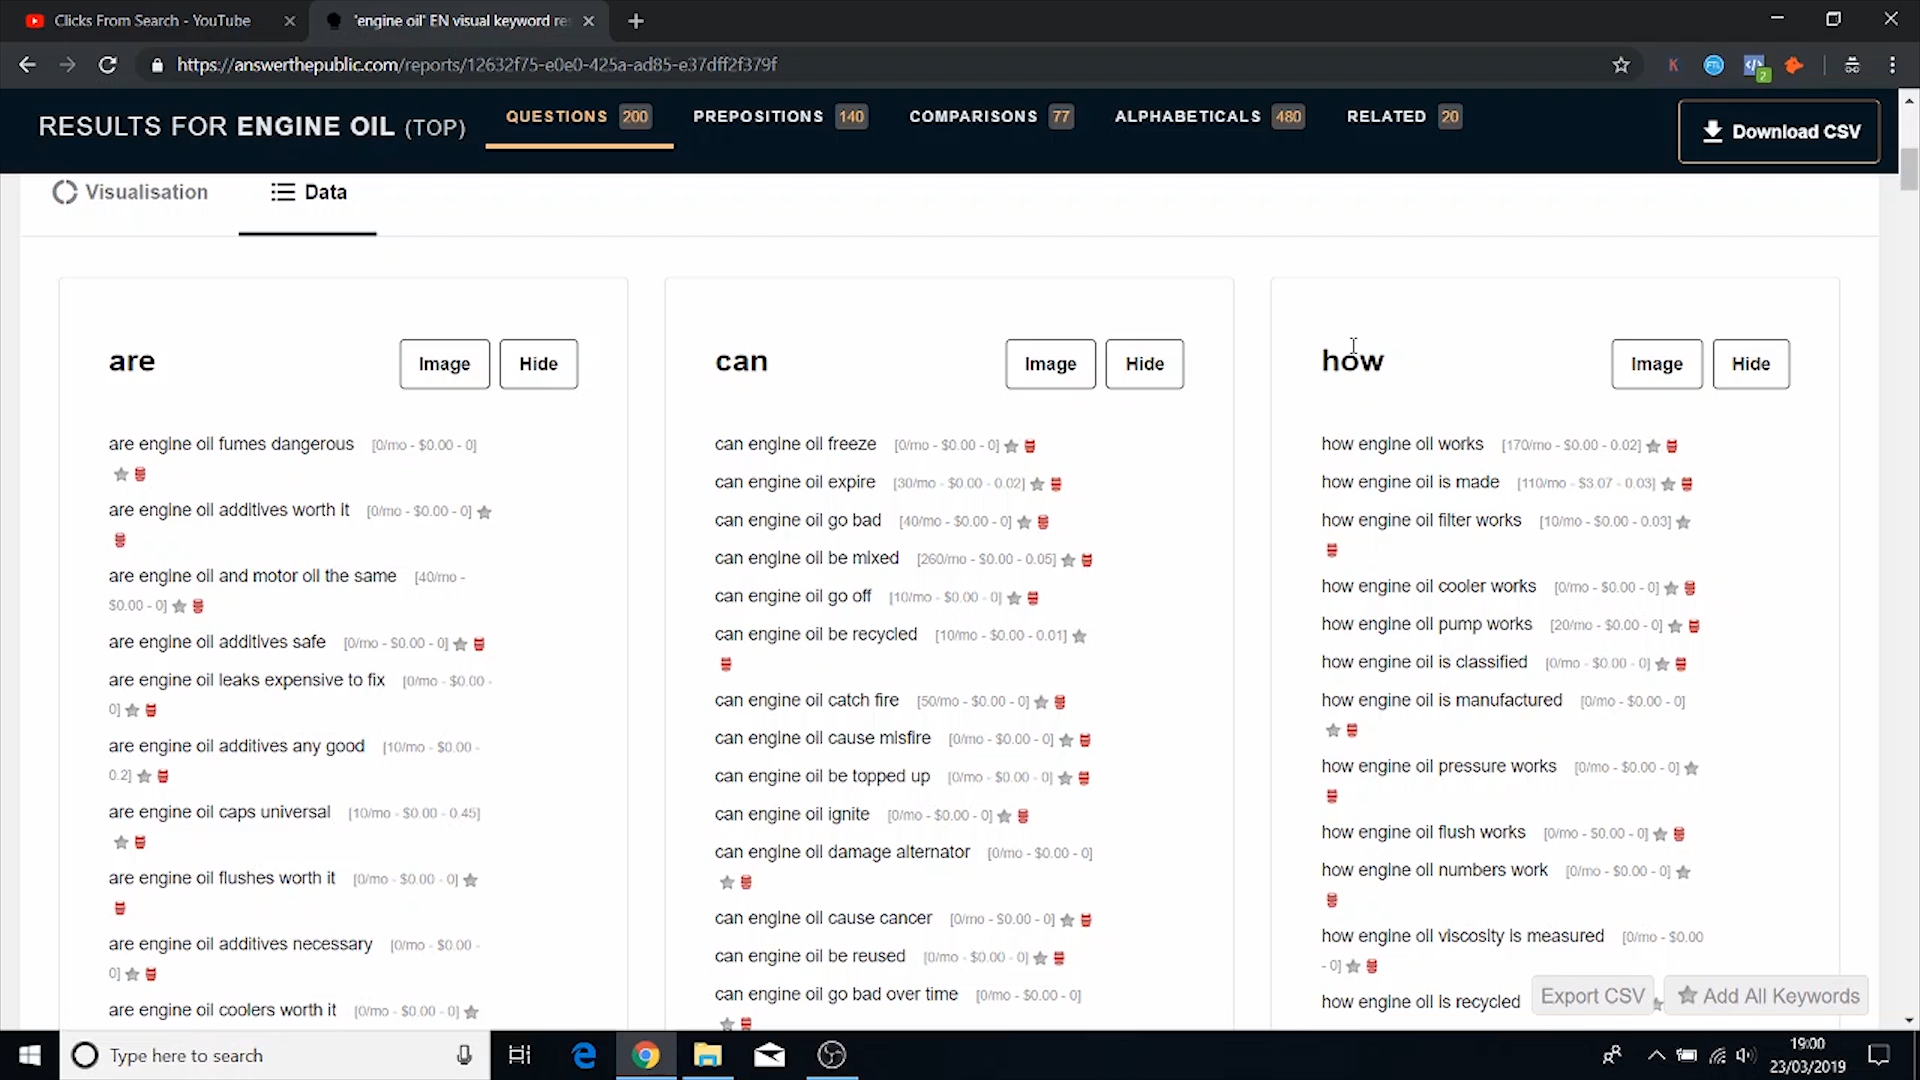 Clicks From Search - YouTube
'engine oil' EN visual keyword re
https://answerthepublic.com/reports/12632f75-e0e0-425a-ad85-e37dff2f379f
K
FTL
2
RESULTS FOR ENGINE OIL (TOP)
QUESTIONS 200
PREPOSITIONS 140
COMPARISONS 77
ALPHABETICALS 480
RELATED 20
Download CSV
Visualisation
Data
are
Image
Hide
are engine oil fumes dangerous [0/mo - $0.00 - 0]
are engine oil additives worth it [0/mo - $0.00 - 0]
are engine oil and motor oil the same [40/mo -
$0.00 - 0]
are engine oil additives safe [0/mo - $0.00 - 0]
are engine oil leaks expensive to fix [0/mo - $0.00 -
0]
are engine oil additives any good [10/mo - $0.00 -
0.2]
are engine oil caps universal [10/mo - $0.00 - 0.45]
are engine oil flushes worth it [0/mo - $0.00 - 0]
are engine oil additives necessary [0/mo - $0.00 -
0]
are engine oil coolers worth it [0/mo - $0.00 - 0]
can
Image
Hide
can engine oil freeze [0/mo - $0.00 - 0]
can engine oil expire [30/mo - $0.00 - 0.02]
can engine oil go bad [40/mo - $0.00 - 0]
can engine oil be mixed [260/mo - $0.00 - 0.05]
can engine oil go off [10/mo - $0.00 - 0]
can engine oil be recycled [10/mo - $0.00 - 0.01]
can engine oil catch fire [50/mo - $0.00 - 0]
can engine oil cause misfire [0/mo - $0.00 - 0]
can engine oil be topped up [0/mo - $0.00 - 0]
can engine oil ignite [0/mo - $0.00 - 0]
can engine oil damage alternator [0/mo - $0.00 - 0]
can engine oil cause cancer [0/mo - $0.00 - 0]
can engine oil be reused [0/mo - $0.00 - 0]
can engine oil go bad over time [0/mo - $0.00 - 0]
how
Image
Hide
how engine oil works [170/mo - $0.00 - 0.02]
how engine oil is made [110/mo - $3.07 - 0.03]
how engine oil filter works [10/mo - $0.00 - 0.03]
how engine oil cooler works [0/mo - $0.00 - 0]
how engine oil pump works [20/mo - $0.00 - 0]
how engine oil is classified [0/mo - $0.00 - 0]
how engine oil is manufactured [0/mo - $0.00 - 0]
how engine oil pressure works [0/mo - $0.00 - 0]
how engine oil flush works [0/mo - $0.00 - 0]
how engine oil numbers work [0/mo - $0.00 - 0]
how engine oil viscosity is measured [0/mo - $0.00
- 0]
how engine oil is recycled
Export CSV
Add All Keywords
Type here to search
19:00
23/03/2019